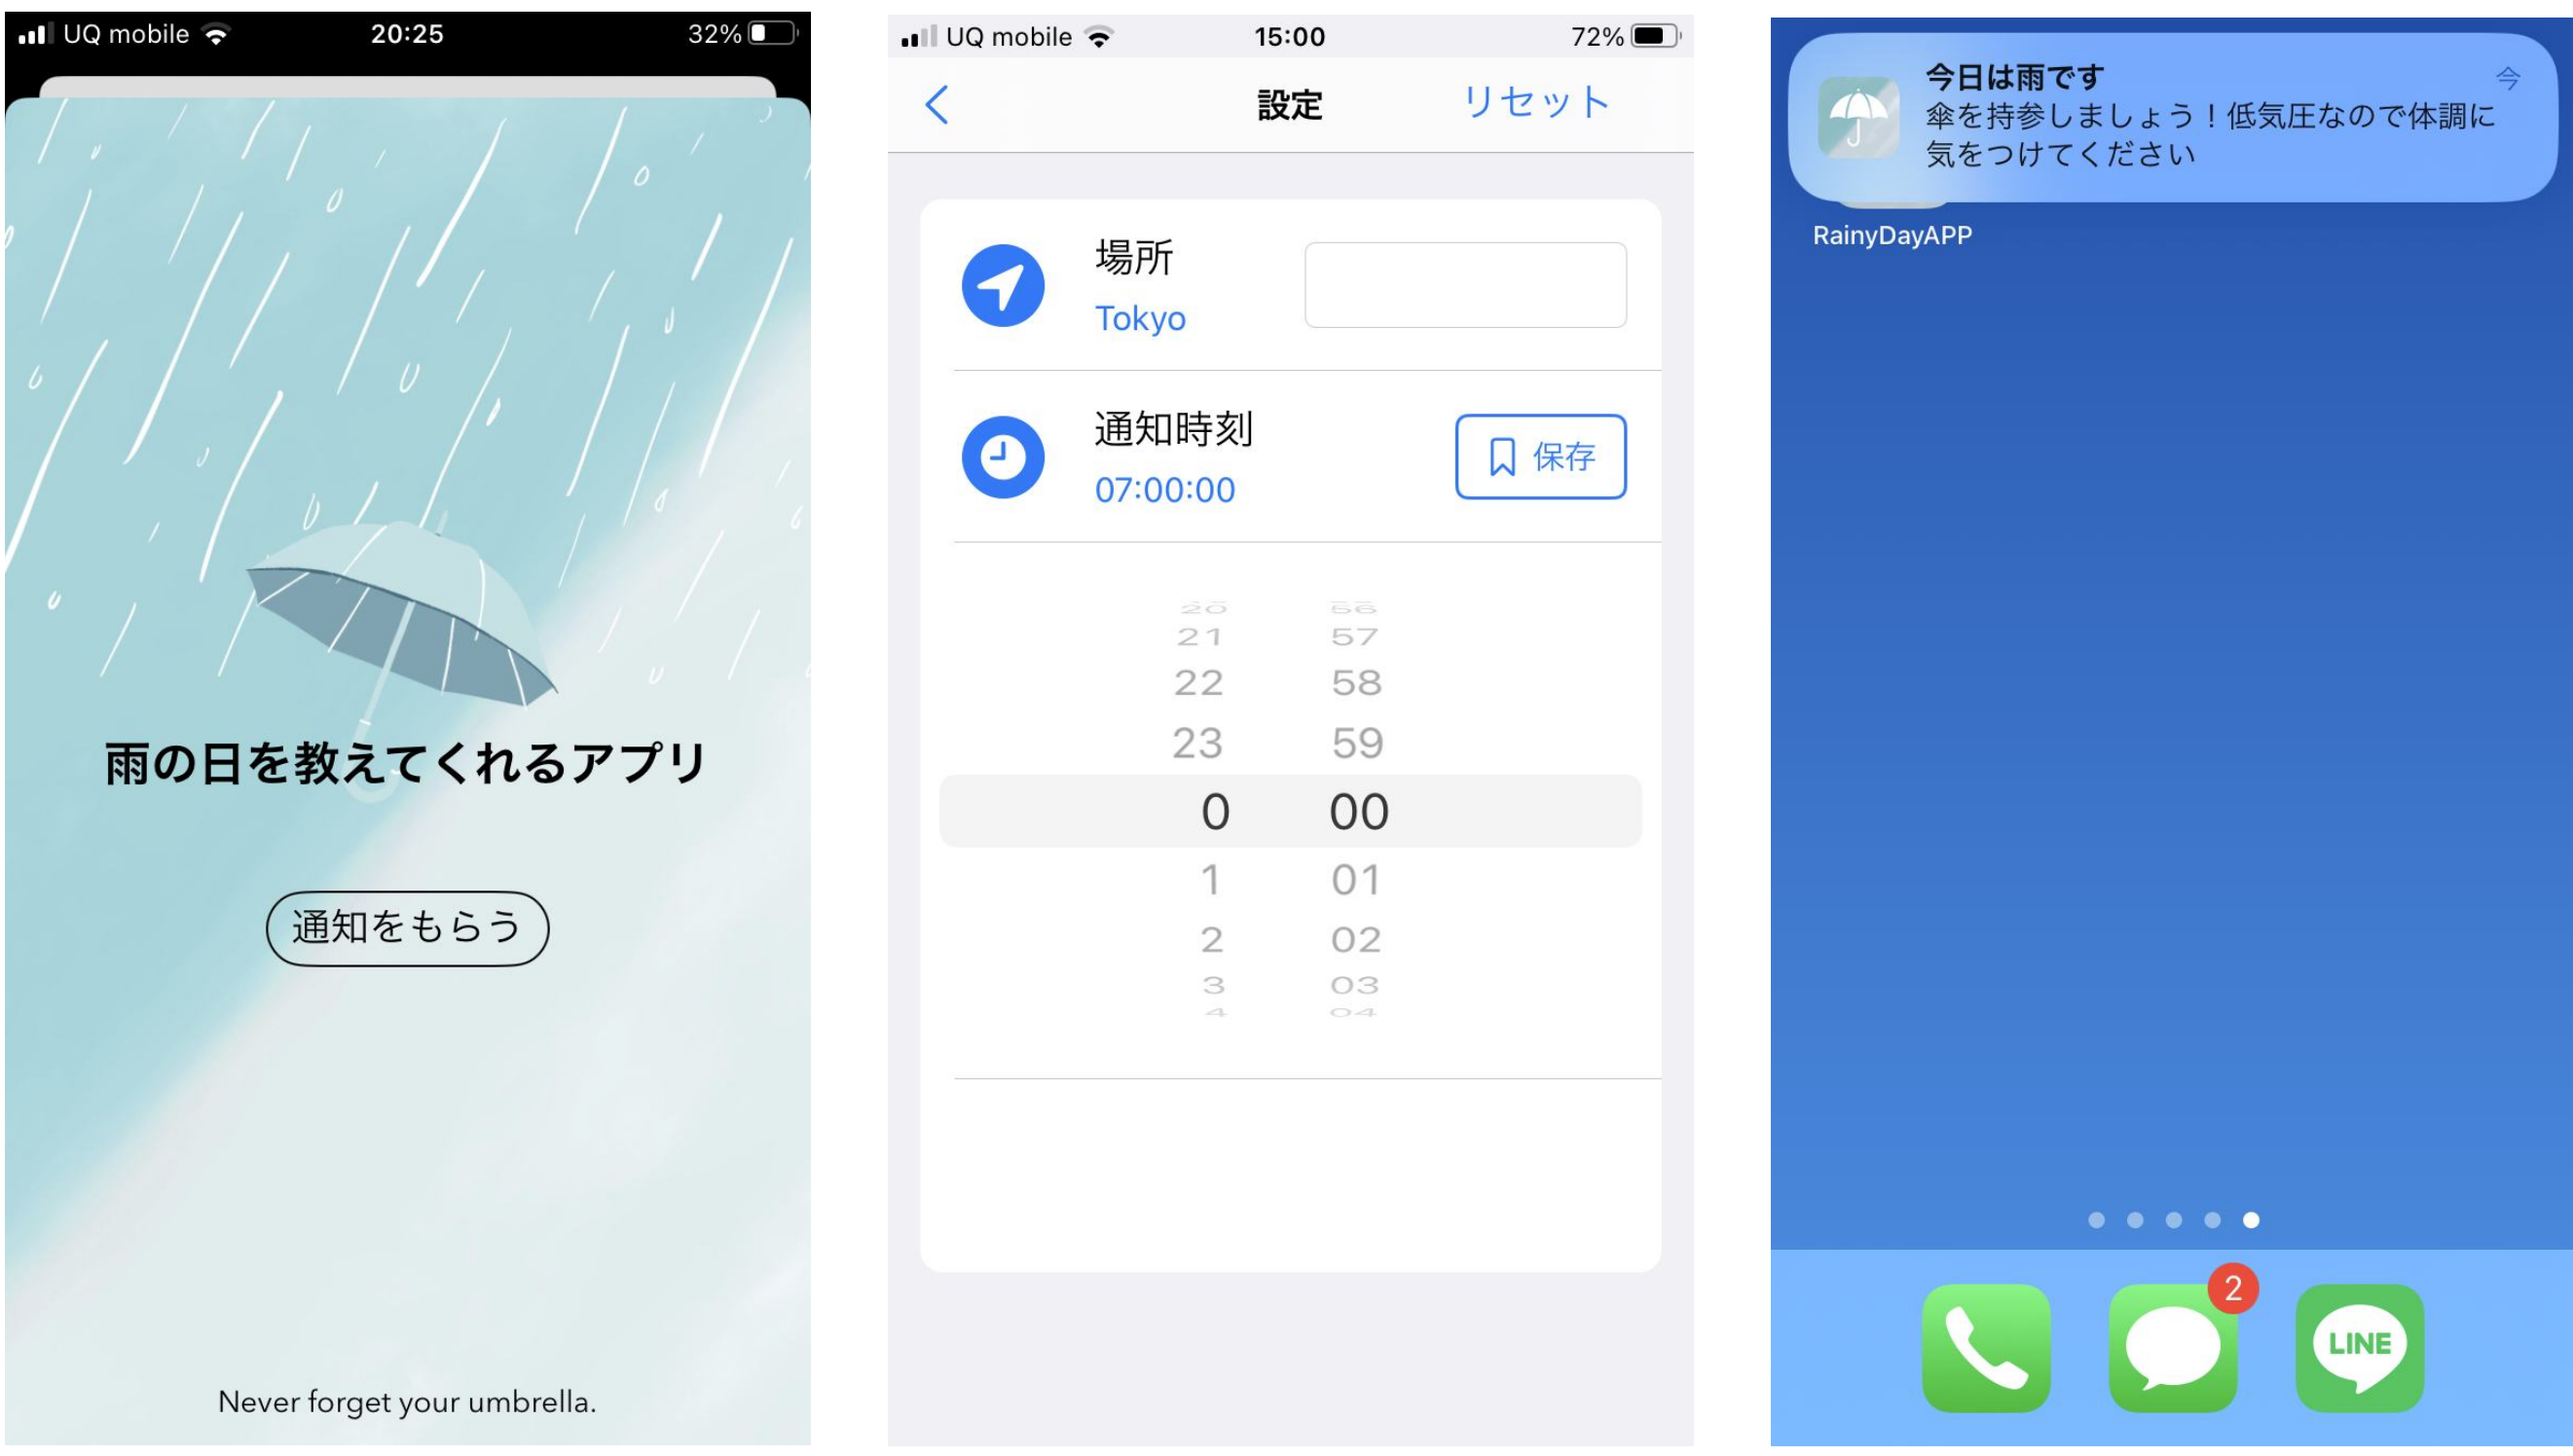 UQ mobile 20:25 32%
雨の日を教えてくれるアプリ
通知をもらう
Never forget your umbrella.
UQ mobile 15:00 72%
設定 リセット
場所
Tokyo
通知時刻
07:00:00
保存
20 56
21 57
22 58
23 59
0 00
1 01
2 02
3 03
4 04
今日は雨です 今
傘を持参しましょう！低気圧なので体調に
気をつけてください
RainyDayAPP
2
LINE